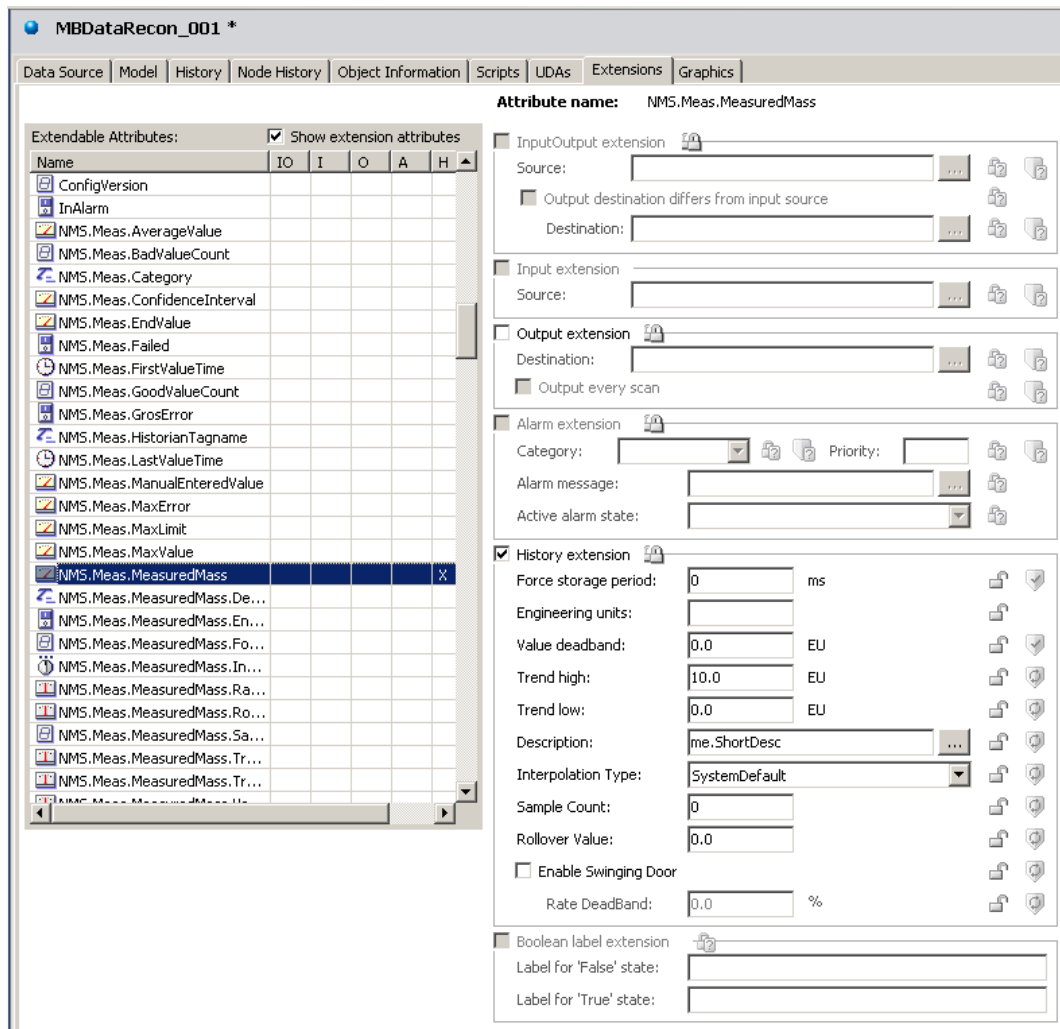 MBDataRecon_001 *
Data Source Model History Node History Object Information Scripts UDAs Extensions Graphics
Attribute name: NMS.Meas.MeasuredMass
Extendable Attributes: Show extension attributes
Name IO I O A H
ConfigVersion
InAlarm
NMS.Meas.AverageValue
NMS.Meas.BadValueCount
NMS.Meas.Category
NMS.Meas.ConfidenceInterval
NMS.Meas.EndValue
NMS.Meas.Failed
NMS.Meas.FirstValueTime
NMS.Meas.GoodValueCount
NMS.Meas.GrosError
NMS.Meas.HistorianTagname
NMS.Meas.LastValueTime
NMS.Meas.ManualEnteredValue
NMS.Meas.MaxError
NMS.Meas.MaxLimit
NMS.Meas.MaxValue
NMS.Meas.MeasuredMass X
NMS.Meas.MeasuredMass.De...
NMS.Meas.MeasuredMass.En...
NMS.Meas.MeasuredMass.Fo...
NMS.Meas.MeasuredMass.In...
NMS.Meas.MeasuredMass.Ra...
NMS.Meas.MeasuredMass.Ro...
NMS.Meas.MeasuredMass.Sa...
NMS.Meas.MeasuredMass.Tr...
NMS.Meas.MeasuredMass.Tr...
InputOutput extension
Source: ...
Output destination differs from input source
Destination: ...
Input extension
Source: ...
Output extension
Destination: ...
Output every scan
Alarm extension
Category: Priority:
Alarm message: ...
Active alarm state:
History extension
Force storage period: 0 ms
Engineering units:
Value deadband: 0.0 EU
Trend high: 10.0 EU
Trend low: 0.0 EU
Description: me.ShortDesc ...
Interpolation Type: SystemDefault
Sample Count: 0
Rollover Value: 0.0
Enable Swinging Door
Rate DeadBand: 0.0 %
Boolean label extension
Label for 'False' state:
Label for 'True' state: